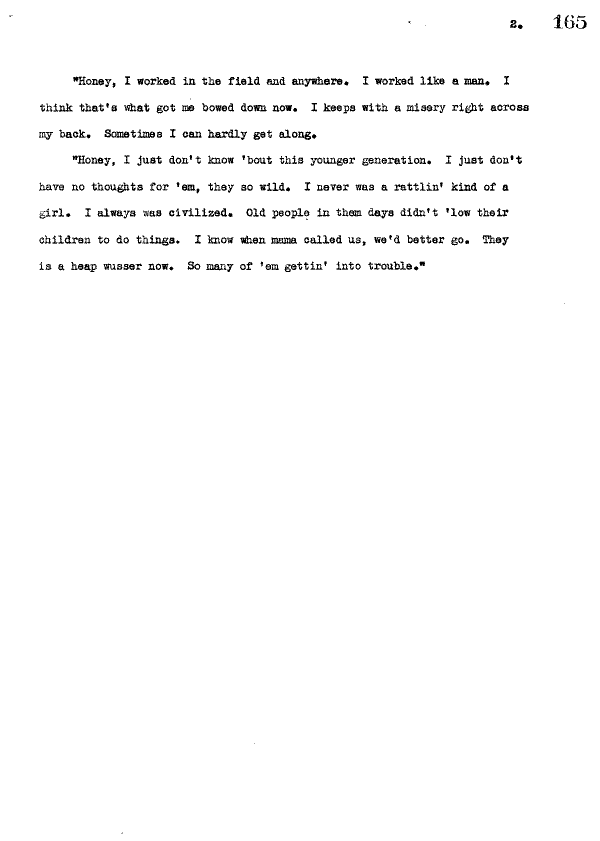 2. 165
"Honey, I worked in the field and anywhere. I worked like a man. I
think that's what got me bowed down now. I keeps with a misery right across
my back. Sometimes I can hardly get along.
"Honey, I just don't know 'bout this younger generation. I just don't
have no thoughts for 'em, they so wild. I never was a rattlin' kind of a
girl. I always was civilized. Old people in them days didn't 'low their
children to do things. I know when mama called us, we'd better go. They
is a heap wusser now. So many of 'em gettin' into trouble."